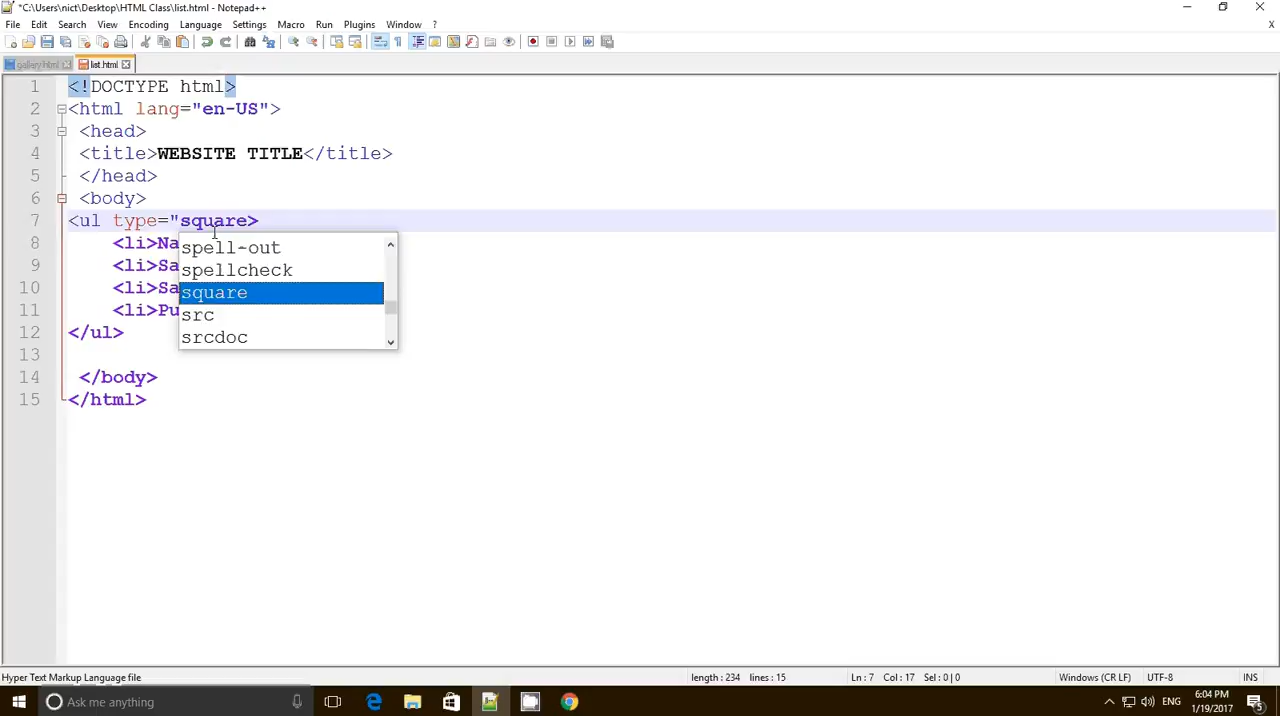 *C:\Users\nict\Desktop\HTML Class\list.html - Notepad++
File Edit Search View Encoding Language Settings Macro Run Plugins Window ?
X
gallery.html list.html
1 <!DOCTYPE html>
2 <html lang="en-US">
3 <head>
4 <title>WEBSITE TITLE</title>
5 </head>
6 <body>
7 <ul type="square>
8 <li>Na
spell-out
9 <li>Sa
spellcheck
10 <li>Sa
square
11 <li>Pu
src
12 </ul>
srcdoc
13
14 </body>
15 </html>
Hyper Text Markup Language file length : 234 lines : 15 Ln : 7 Col : 17 Sel : 0 | 0 Windows (CR LF) UTF-8 INS
Ask me anything ENG 6:04 PM
1/19/2017 5